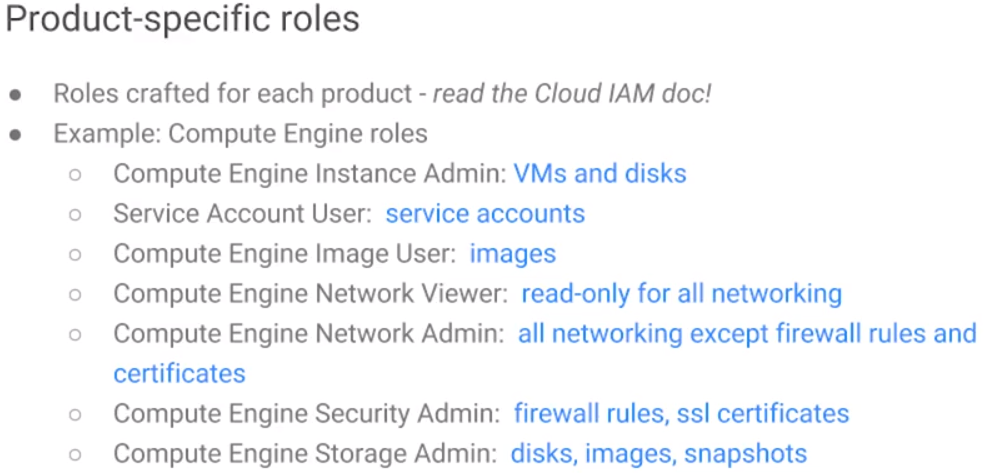 Product-specific roles
● Roles crafted for each product - read the Cloud IAM doc!
● Example: Compute Engine roles
○ Compute Engine Instance Admin: VMs and disks
○ Service Account User: service accounts
○ Compute Engine Image User: images
○ Compute Engine Network Viewer: read-only for all networking
○ Compute Engine Network Admin: all networking except firewall rules and
certificates
○ Compute Engine Security Admin: firewall rules, ssl certificates
○ Compute Engine Storage Admin: disks, images, snapshots